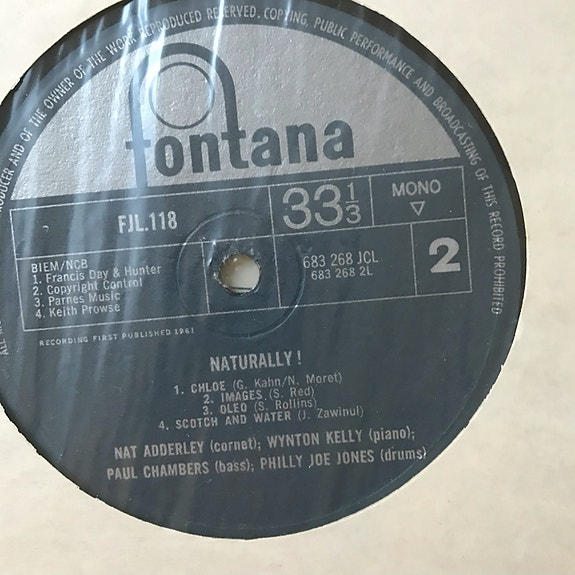 RODUCER AND OF THE OWNER OF THE WORK REPRODUCED RESERVED. COPYING, PUBLIC PERFORMANCE AND BROADCASTING OF THIS RECORD PROHIBITED
fontana
FJL.118
33 1/3
MONO
BIEM/NCB
1. Francis Day & Hunter
2. Copyright Control
3. Parnes Music
4. Keith Prowse
683 268 JCL
683 268 2L
2
RECORDING FIRST PUBLISHED 1961
NATURALLY!
1. CHLOE (G. Kahn/N. Moret)
2. IMAGES (S. Red)
3. OLEO (S. Rollins)
4. SCOTCH AND WATER (J. Zawinul)
NAT ADDERLEY (cornet); WYNTON KELLY (piano);
PAUL CHAMBERS (bass); PHILLY JOE JONES (drums)